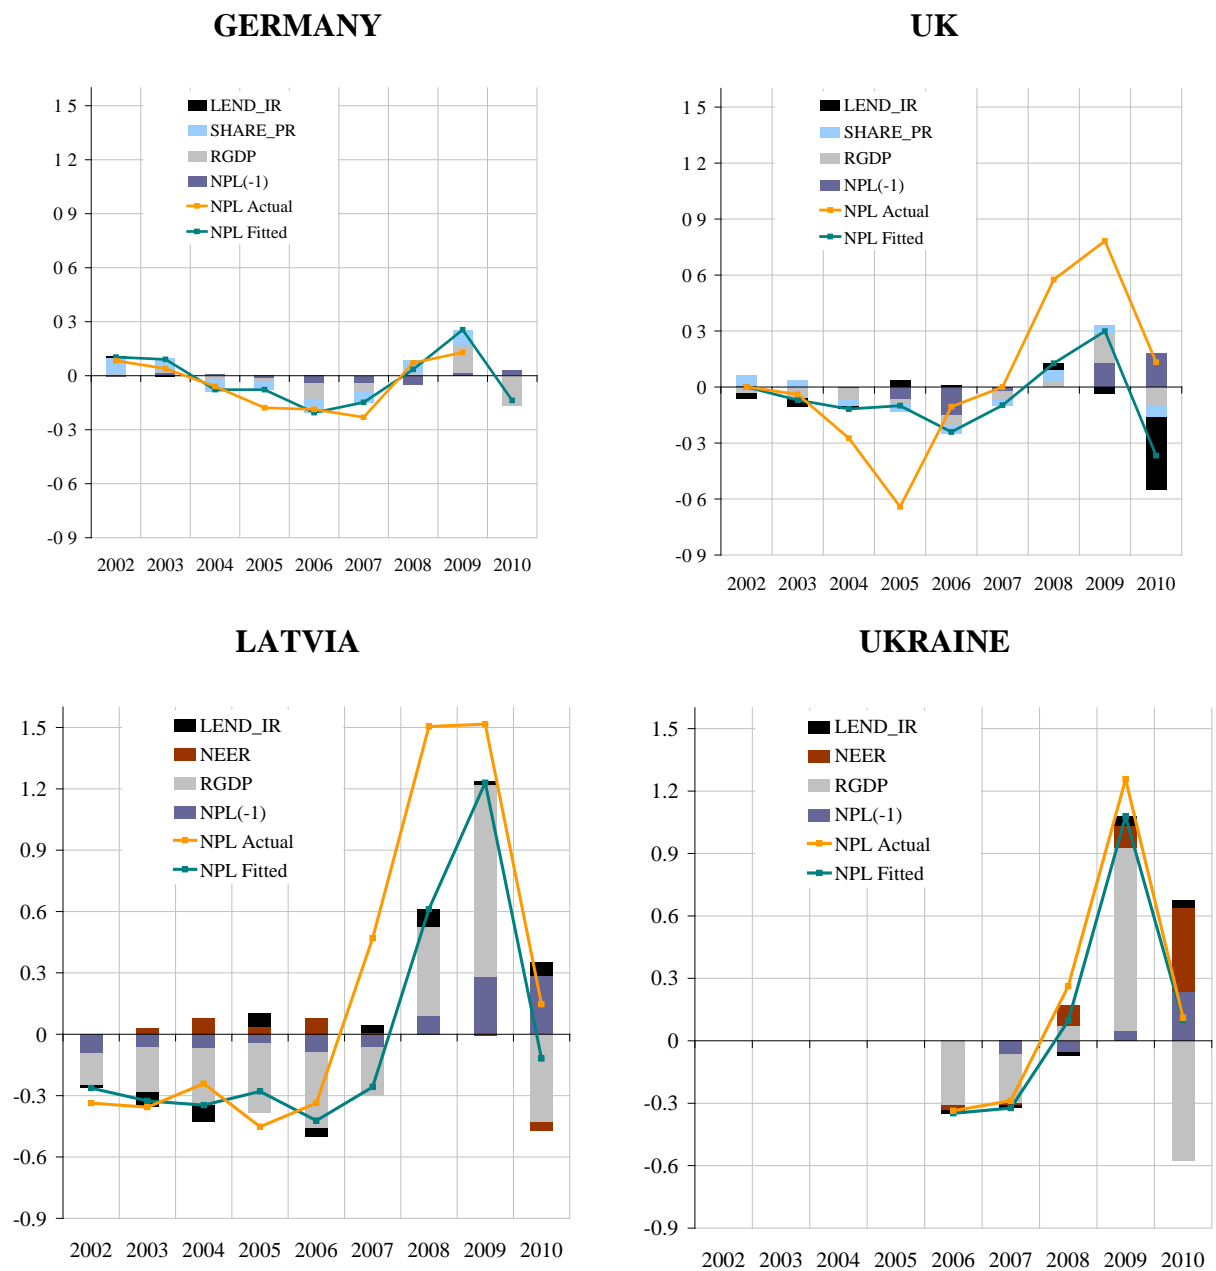 GERMANY
1 5
1 2
0 9
0 6
0 3
0
-0 3
-0 6
-0 9
LEND_IR
SHARE_PR
RGDP
NPL(-1)
NPL Actual
NPL Fitted
2002 2003 2004 2005 2006 2007 2008 2009 2010
UK
1 5
1 2
0 9
0 6
0 3
0
-0 3
-0 6
-0 9
LEND_IR
SHARE_PR
RGDP
NPL(-1)
NPL Actual
NPL Fitted
2002 2003 2004 2005 2006 2007 2008 2009 2010
LATVIA
1.5
1.2
0.9
0.6
0.3
0
-0.3
-0.6
-0.9
LEND_IR
NEER
RGDP
NPL(-1)
NPL Actual
NPL Fitted
2002 2003 2004 2005 2006 2007 2008 2009 2010
UKRAINE
1.5
1.2
0.9
0.6
0.3
0
-0.3
-0.6
-0.9
LEND_IR
NEER
RGDP
NPL(-1)
NPL Actual
NPL Fitted
2002 2003 2004 2005 2006 2007 2008 2009 2010